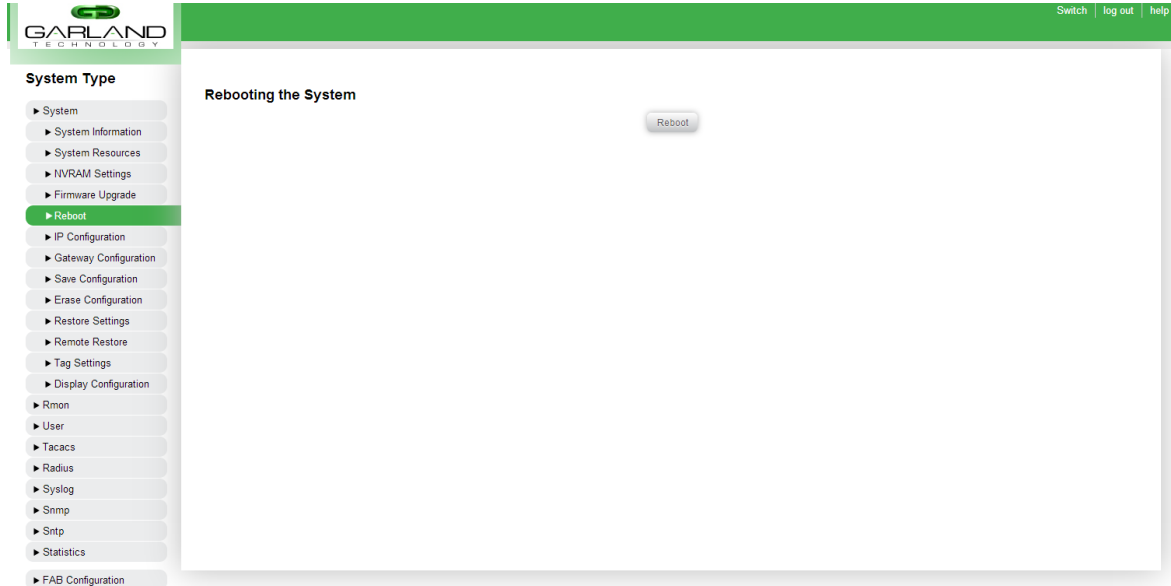 Switch log out help
GARLAND
TECHNOLOGY
System Type
System
System Information
System Resources
NVRAM Settings
Firmware Upgrade
Reboot
IP Configuration
Gateway Configuration
Save Configuration
Erase Configuration
Restore Settings
Remote Restore
Tag Settings
Display Configuration
Rmon
User
Tacacs
Radius
Syslog
Snmp
Sntp
Statistics
FAB Configuration
Rebooting the System
Reboot